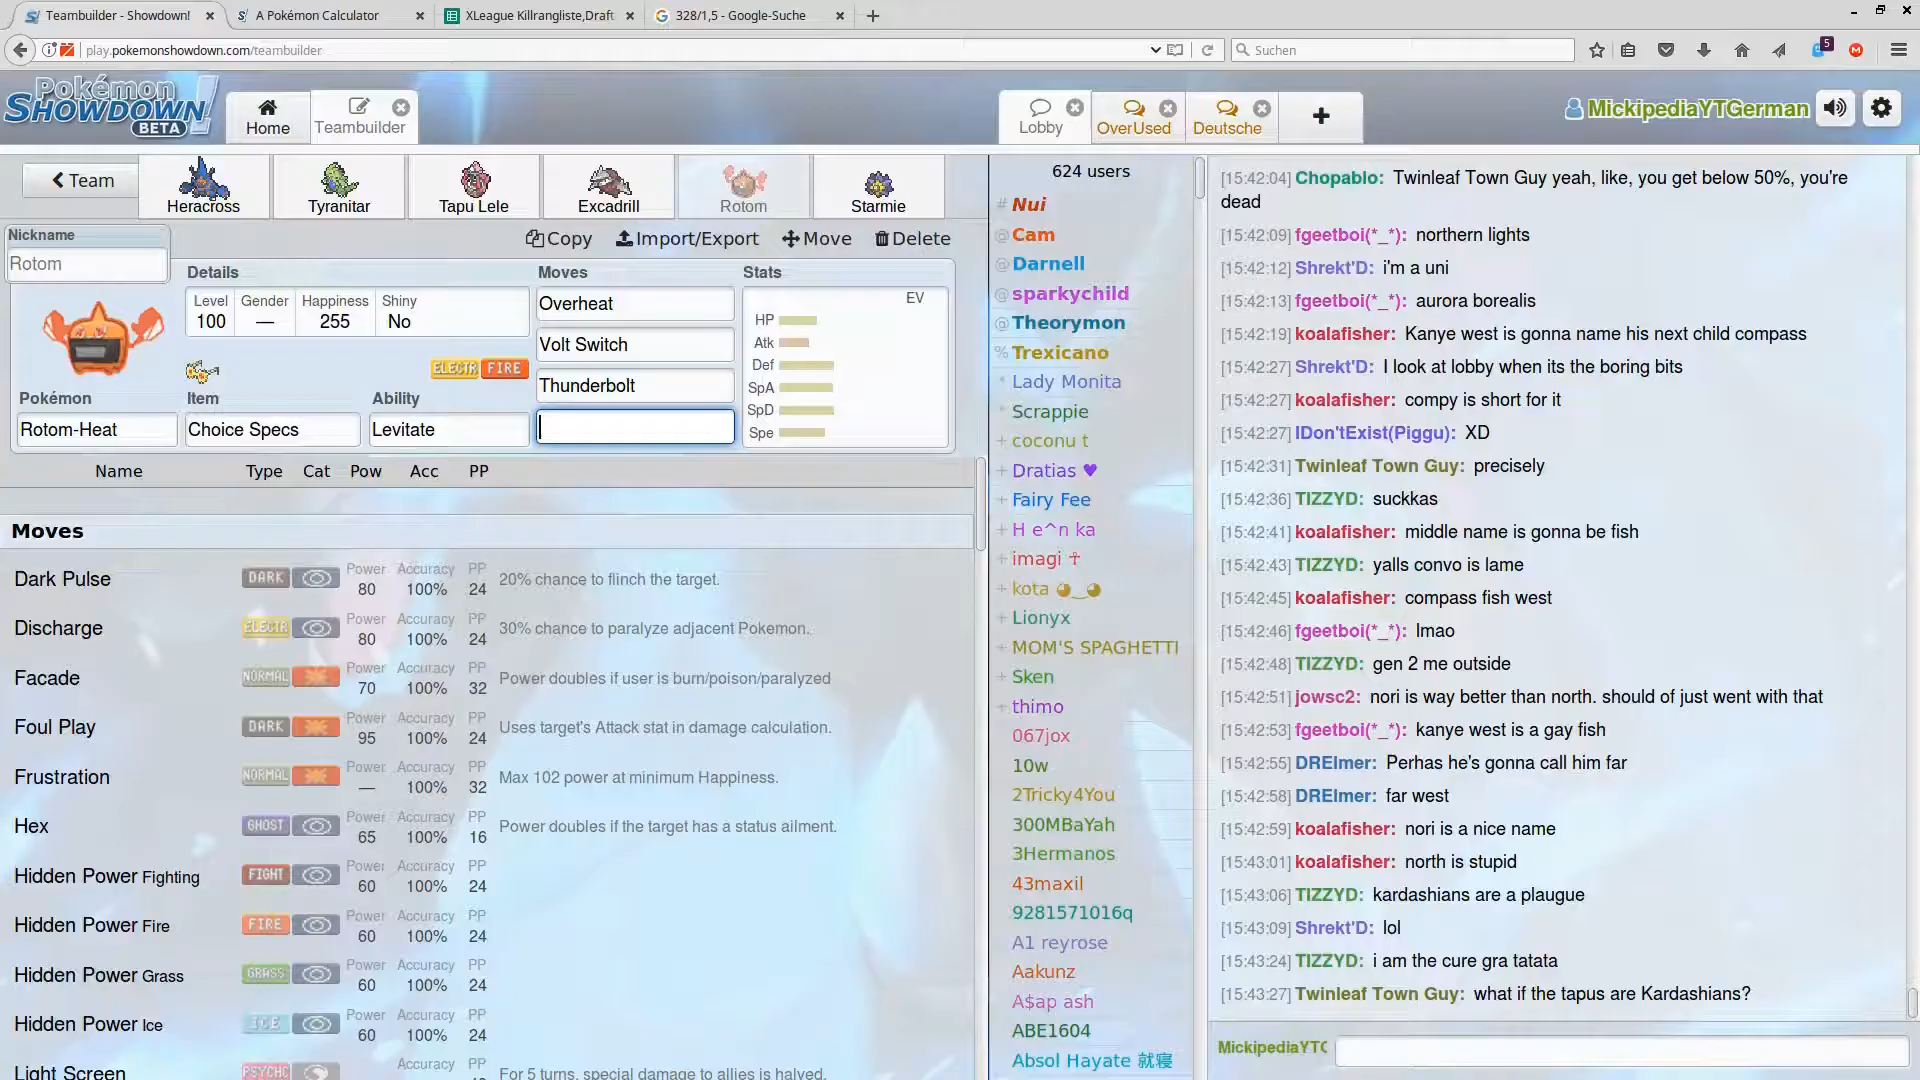 Teambuilder - Showdown!
A Pokémon Calculator
XLeague Killrangliste,Draft
328/1,5 - Google-Suche
play.pokemonshowdown.com/teambuilder
Suchen
5
Pokémon
SHOWDOWN!
BETA
Home
Teambuilder
Lobby
OverUsed
Deutsche
MickipediaYTGerman
Team
Heracross
Tyranitar
Tapu Lele
Excadrill
Rotom
Starmie
Copy
Import/Export
Move
Delete
Nickname
Rotom
Details
Level
100
Gender
—
Happiness
255
Shiny
No
ELECTR FIRE
Pokémon
Rotom-Heat
Item
Choice Specs
Ability
Levitate
Moves
Overheat
Volt Switch
Thunderbolt
Stats
EV
HP
Atk
Def
SpA
SpD
Spe
Name Type Cat Pow Acc PP
Moves
Dark Pulse DARK Power 80 Accuracy 100% PP 24 20% chance to flinch the target.
Discharge ELECTR Power 80 Accuracy 100% PP 24 30% chance to paralyze adjacent Pokemon.
Facade NORMAL Power 70 Accuracy 100% PP 32 Power doubles if user is burn/poison/paralyzed
Foul Play DARK Power 95 Accuracy 100% PP 24 Uses target's Attack stat in damage calculation.
Frustration NORMAL Power — Accuracy 100% PP 32 Max 102 power at minimum Happiness.
Hex GHOST Power 65 Accuracy 100% PP 16 Power doubles if the target has a status ailment.
Hidden Power Fighting FIGHT Power 60 Accuracy 100% PP 24
Hidden Power Fire FIRE Power 60 Accuracy 100% PP 24
Hidden Power Grass GRASS Power 60 Accuracy 100% PP 24
Hidden Power Ice ICE Power 60 Accuracy 100% PP 24
Light Screen PSYCHC Accuracy PP For 5 turns, special damage to allies is halved.
624 users
# Nui
@ Cam
@ Darnell
@ sparkychild
@ Theorymon
% Trexicano
* Lady Monita
* Scrappie
+ coconu t
+ Dratias ♥
+ Fairy Fee
+ H e^n ka
+ imagi ☥
+ kota ◕‿◕
+ Lionyx
+ MOM'S SPAGHETTI
+ Sken
+ thimo
067jox
10w
2Tricky4You
300MBaYah
3Hermanos
43maxil
9281571016q
A1 reyrose
Aakunz
A$ap ash
ABE1604
Absol Hayate 就寝
[15:42:04] Chopablo: Twinleaf Town Guy yeah, like, you get below 50%, you're
dead
[15:42:09] fgeetboi(*_*): northern lights
[15:42:12] Shrekt'D: i'm a uni
[15:42:13] fgeetboi(*_*): aurora borealis
[15:42:19] koalafisher: Kanye west is gonna name his next child compass
[15:42:27] Shrekt'D: I look at lobby when its the boring bits
[15:42:27] koalafisher: compy is short for it
[15:42:27] IDon'tExist(Piggu): XD
[15:42:31] Twinleaf Town Guy: precisely
[15:42:36] TIZZYD: suckkas
[15:42:41] koalafisher: middle name is gonna be fish
[15:42:43] TIZZYD: yalls convo is lame
[15:42:45] koalafisher: compass fish west
[15:42:46] fgeetboi(*_*): lmao
[15:42:48] TIZZYD: gen 2 me outside
[15:42:51] jowsc2: nori is way better than north. should of just went with that
[15:42:53] fgeetboi(*_*): kanye west is a gay fish
[15:42:55] DREImer: Perhas he's gonna call him far
[15:42:58] DREImer: far west
[15:42:59] koalafisher: nori is a nice name
[15:43:01] koalafisher: north is stupid
[15:43:06] TIZZYD: kardashians are a plaugue
[15:43:09] Shrekt'D: lol
[15:43:24] TIZZYD: i am the cure gra tatata
[15:43:27] Twinleaf Town Guy: what if the tapus are Kardashians?
MickipediaYTG